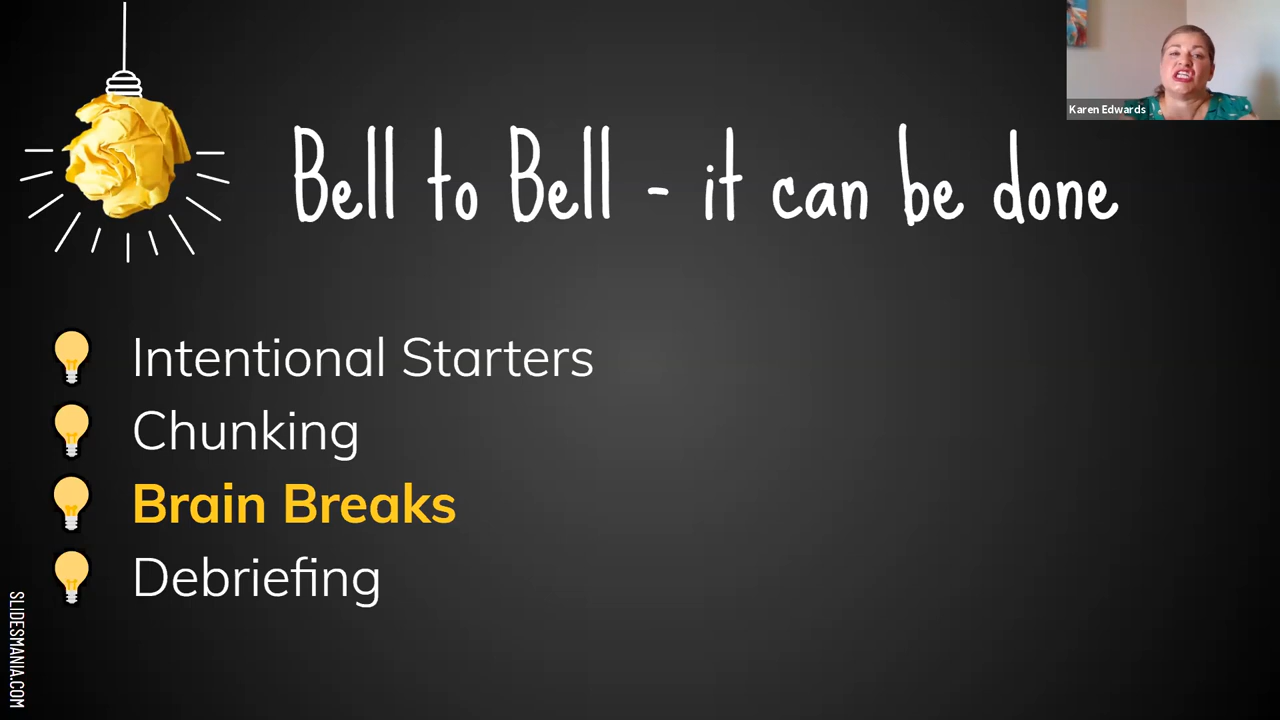 Karen Edwards
Bell to Bell - it can be done
Intentional Starters
Chunking
Brain Breaks
Debriefing
SLIDESMANIA.COM